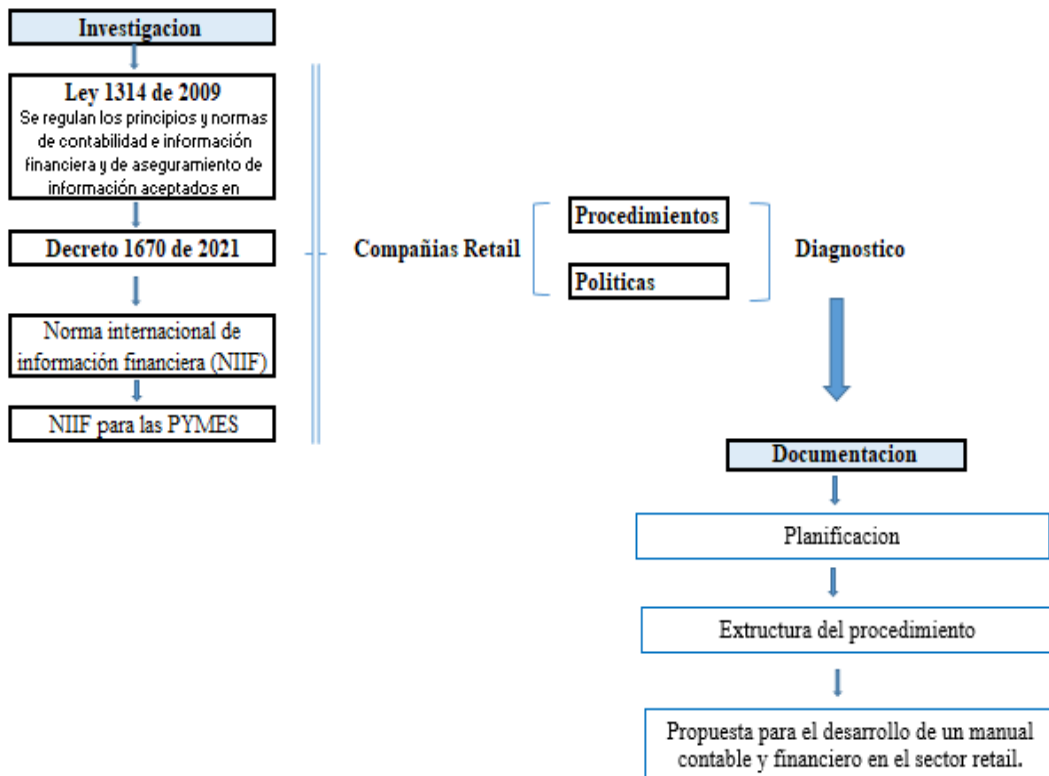 Investigacion
Ley 1314 de 2009
Se regulan los principios y normas
de contabilidad e información
financiera y de aseguramiento de
información aceptados en
Decreto 1670 de 2021
Norma internacional de
información financiera (NIIF)
NIIF para las PYMES
Compañias Retail
Procedimientos
Politicas
Diagnostico
Documentacion
Planificacion
Extructura del procedimiento
Propuesta para el desarrollo de un manual
contable y financiero en el sector retail.